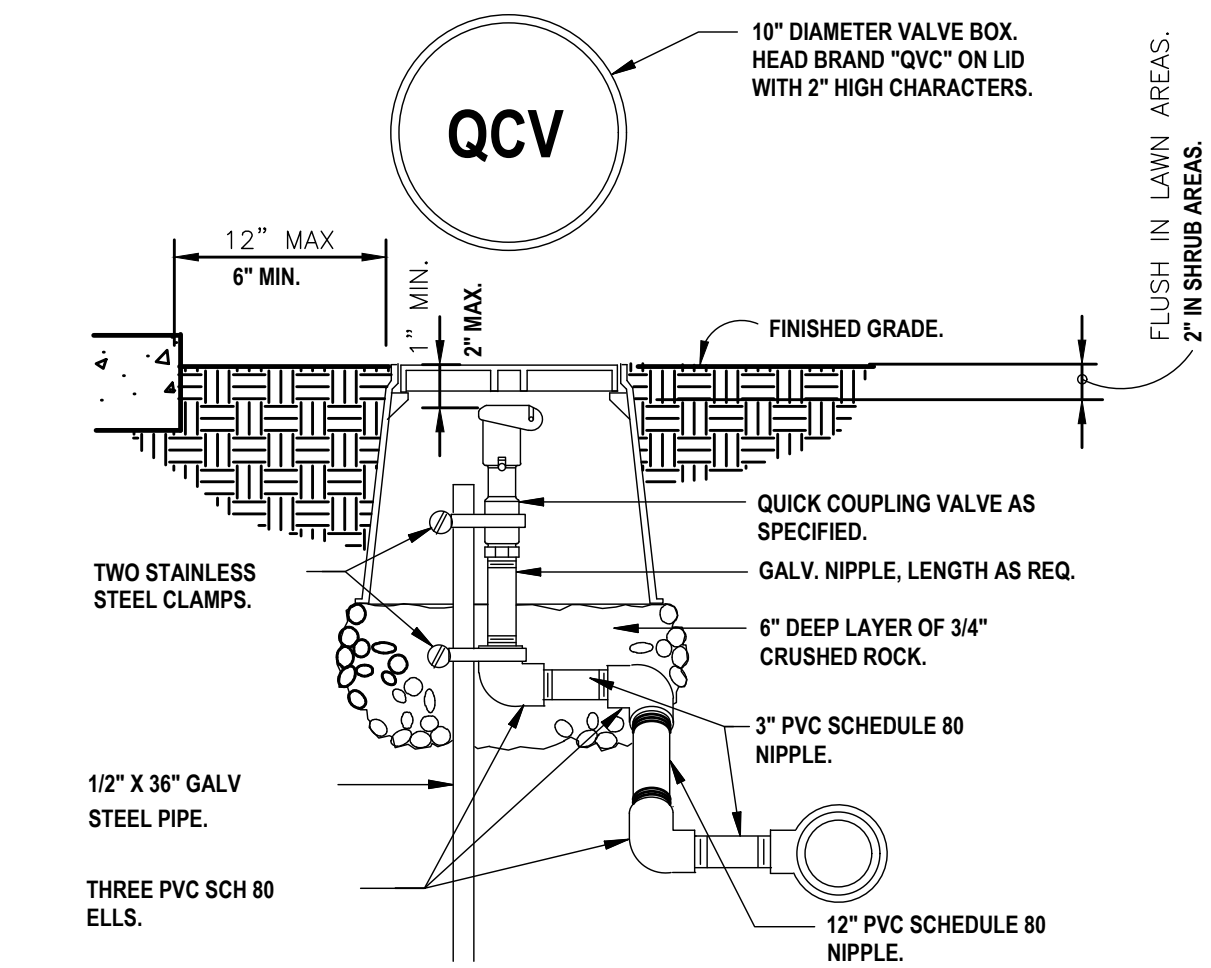 10" DIAMETER VALVE BOX.
HEAD BRAND "QVC" ON LID
WITH 2" HIGH CHARACTERS.
QCV
FLUSH IN LAWN AREAS.
2" IN SHRUB AREAS.
12” MAX
6" MIN.
1” MIN.
2" MAX.
FINISHED GRADE.
QUICK COUPLING VALVE AS
SPECIFIED.
GALV. NIPPLE, LENGTH AS REQ.
TWO STAINLESS
STEEL CLAMPS.
6" DEEP LAYER OF 3/4"
CRUSHED ROCK.
3" PVC SCHEDULE 80
NIPPLE.
1/2" X 36" GALV
STEEL PIPE.
THREE PVC SCH 80
ELLS.
12" PVC SCHEDULE 80
NIPPLE.